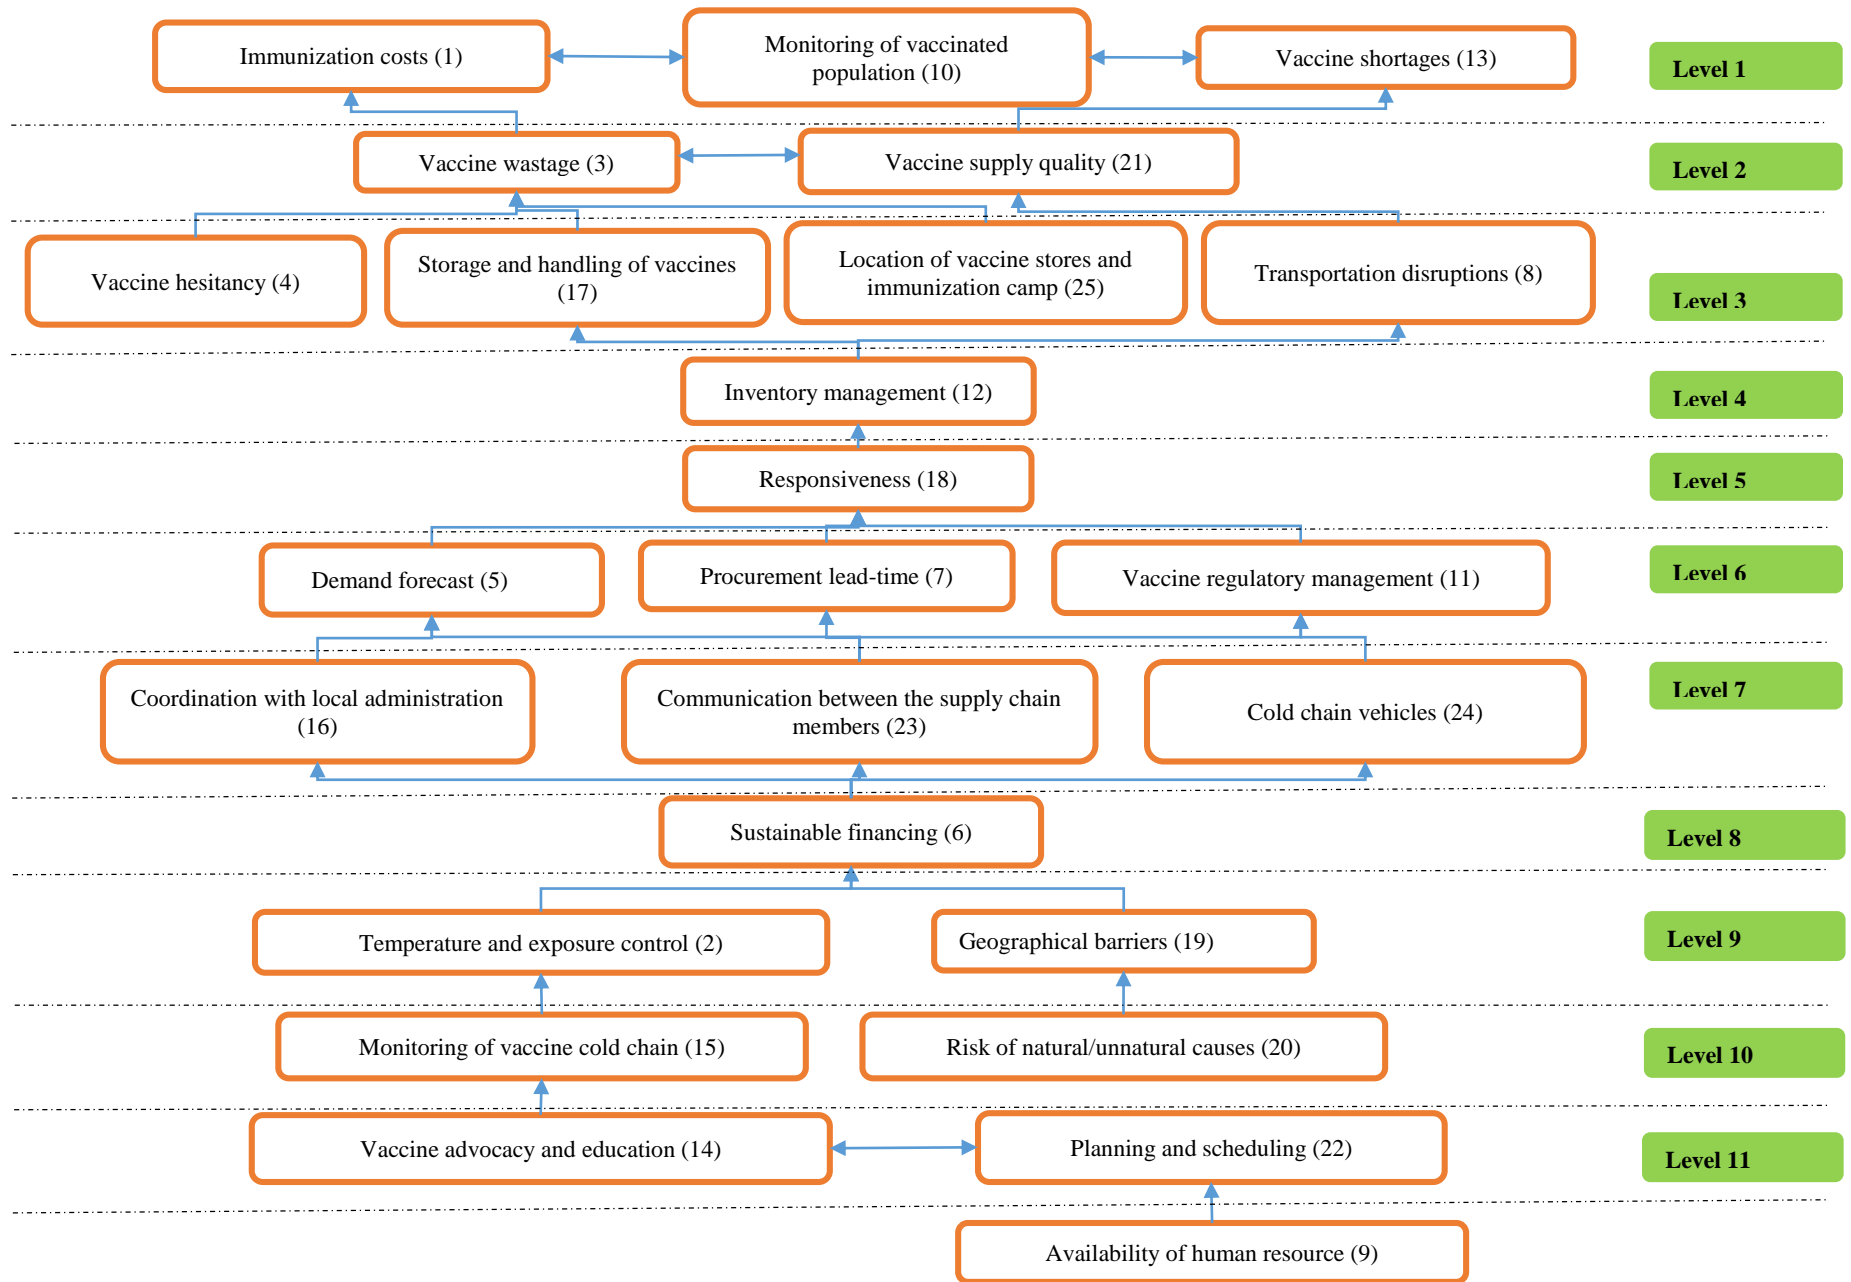 Immunization costs (1)
Monitoring of vaccinated
population (10)
Vaccine shortages (13)
Level 1
Vaccine wastage (3)
Vaccine supply quality (21)
Level 2
Vaccine hesitancy (4)
Storage and handling of vaccines
(17)
Location of vaccine stores and
immunization camp (25)
Transportation disruptions (8)
Level 3
Inventory management (12)
Level 4
Responsiveness (18)
Level 5
Demand forecast (5)
Procurement lead-time (7)
Vaccine regulatory management (11)
Level 6
Coordination with local administration
(16)
Communication between the supply chain
members (23)
Cold chain vehicles (24)
Level 7
Sustainable financing (6)
Level 8
Temperature and exposure control (2)
Geographical barriers (19)
Level 9
Monitoring of vaccine cold chain (15)
Risk of natural/unnatural causes (20)
Level 10
Vaccine advocacy and education (14)
Planning and scheduling (22)
Level 11
Availability of human resource (9)